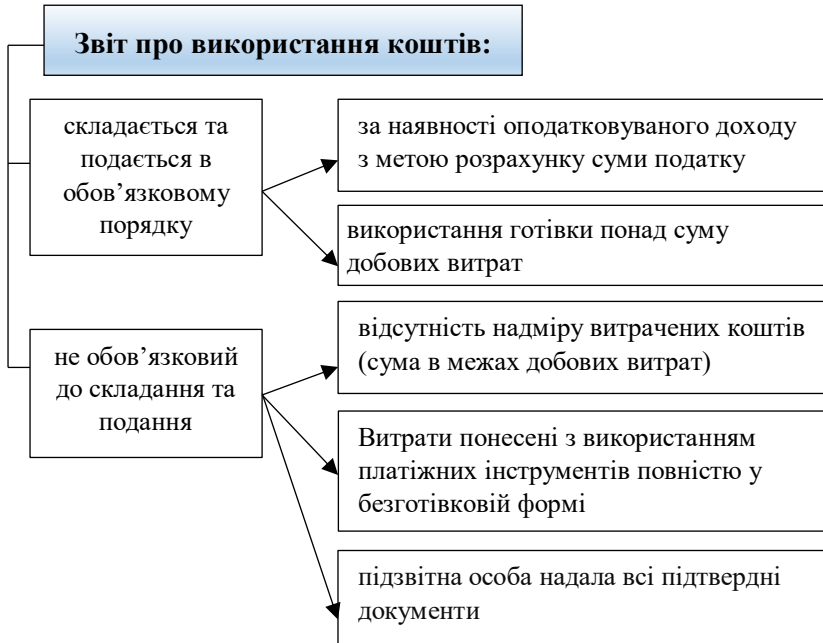 Звіт про використання коштів:
складається та
подається в
обов’язковому
порядку
за наявності оподатковуваного доходу
з метою розрахунку суми податку
використання готівки понад суму
добових витрат
не обов’язковий
до складання та
подання
відсутність надміру витрачених коштів
(сума в межах добових витрат)
Витрати понесені з використанням
платіжних інструментів повністю у
безготівковій формі
підзвітна особа надала всі підтвердні
документи